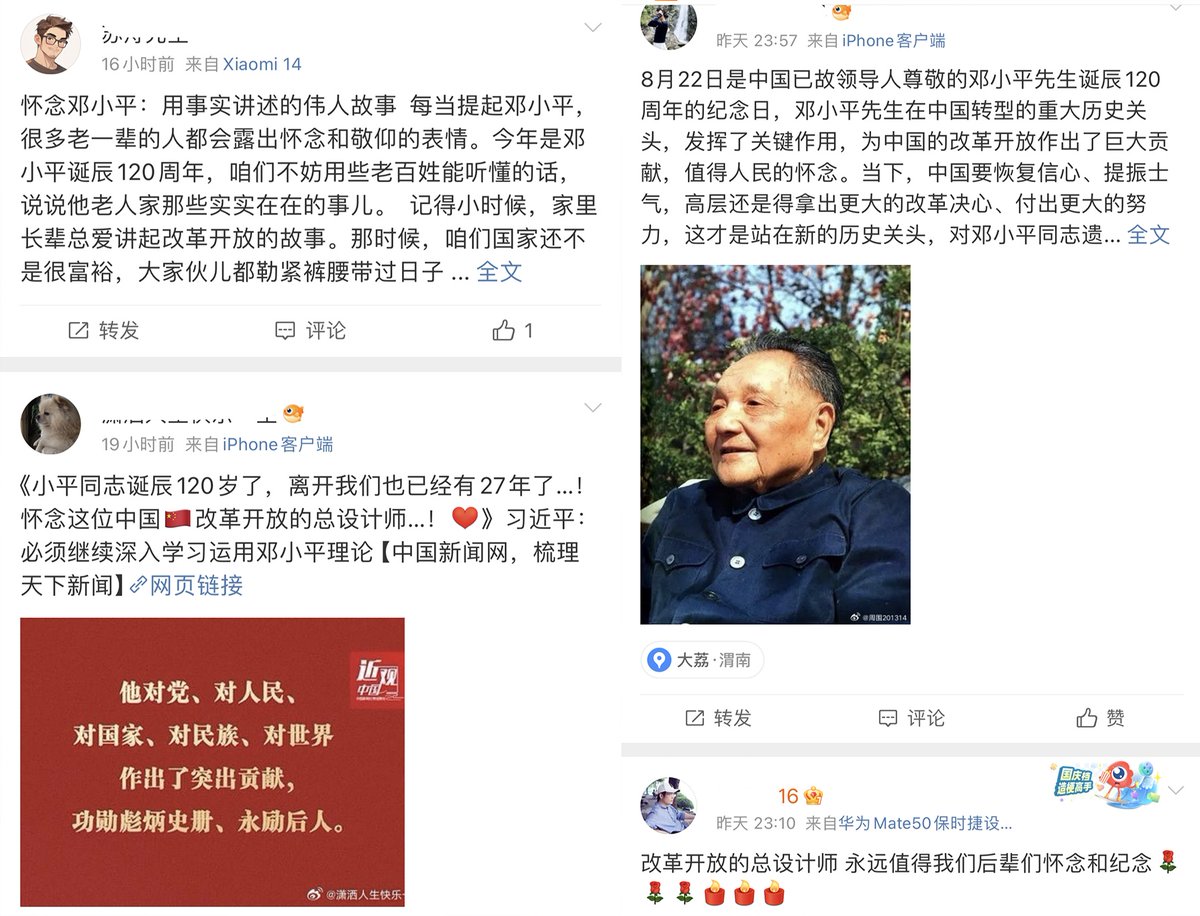 16小时前 来自Xiaomi 14
怀念邓小平：用事实讲述的伟人故事 每当提起邓小平，
很多老一辈的人都会露出怀念和敬仰的表情。今年是邓
小平诞辰120周年，咱们不妨用些老百姓能听懂的话，
说说他老人家那些实实在在的事儿。 记得小时候，家里
长辈总爱讲起改革开放的故事。那时候，咱们国家还不
是很富裕，大家伙儿都勒紧裤腰带过日子 ... 全文
转发 评论 1
19小时前 来自iPhone客户端
《小平同志诞辰120岁了，离开我们也已经有27年了...！
怀念这位中国🇨🇳改革开放的总设计师...！❤️》习近平：
必须继续深入学习运用邓小平理论【中国新闻网，梳理
天下新闻】网页链接
近观
中国
他对党、对人民、
对国家、对民族、对世界
作出了突出贡献，
功勋彪炳史册、永励后人。
@潇洒人生快乐
昨天 23:57 来自iPhone客户端
8月22日是中国已故领导人尊敬的邓小平先生诞辰120
周年的纪念日，邓小平先生在中国转型的重大历史关
头，发挥了关键作用，为中国的改革开放作出了巨大贡
献，值得人民的怀念。当下，中国要恢复信心、提振士
气，高层还是得拿出更大的改革决心、付出更大的努
力，这才是站在新的历史关头，对邓小平同志遗... 全文
@周围201314
大荔·渭南
转发 评论 赞
国庆档
造梗高手
16
昨天 23:10 来自华为Mate50保时捷设...
改革开放的总设计师 永远值得我们后辈们怀念和纪念🌹
🌹🌹🕯️🕯️🕯️